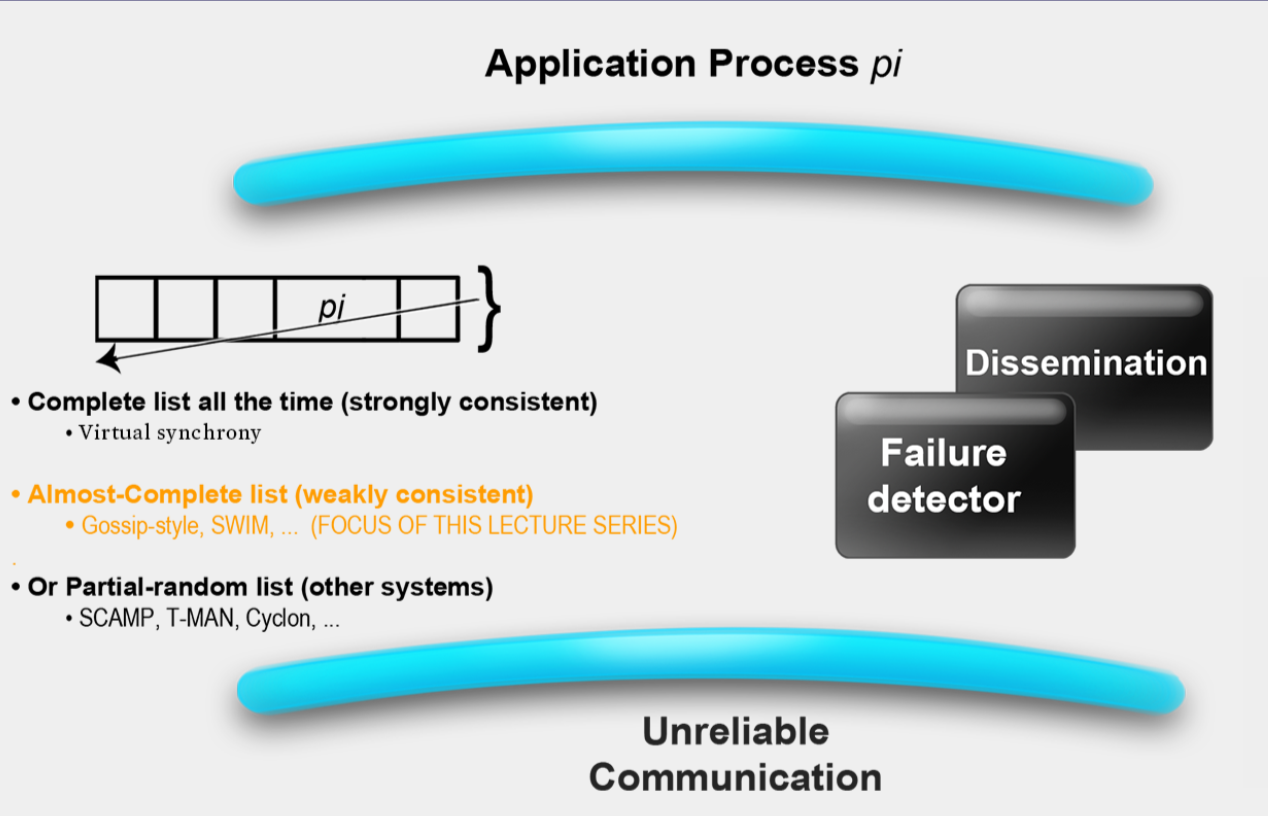 Application Process pi
pi
}
• Complete list all the time (strongly consistent)
• Virtual synchrony
• Almost-Complete list (weakly consistent)
• Gossip-style, SWIM, ... (FOCUS OF THIS LECTURE SERIES)
.
• Or Partial-random list (other systems)
• SCAMP, T-MAN, Cyclon, ...
Dissemination
Failure
detector
Unreliable
Communication